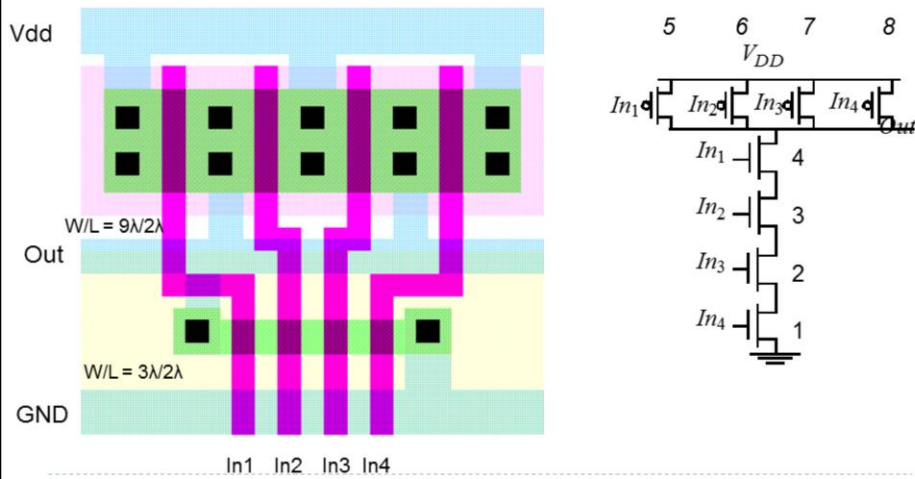 Vdd
W/L = 9λ/2λ
Out
W/L = 3λ/2λ
GND
In1 In2 In3 In4
5 6 7 8
VDD
In1 In2 In3 In4
Out
In1 4
In2 3
In3 2
In4 1